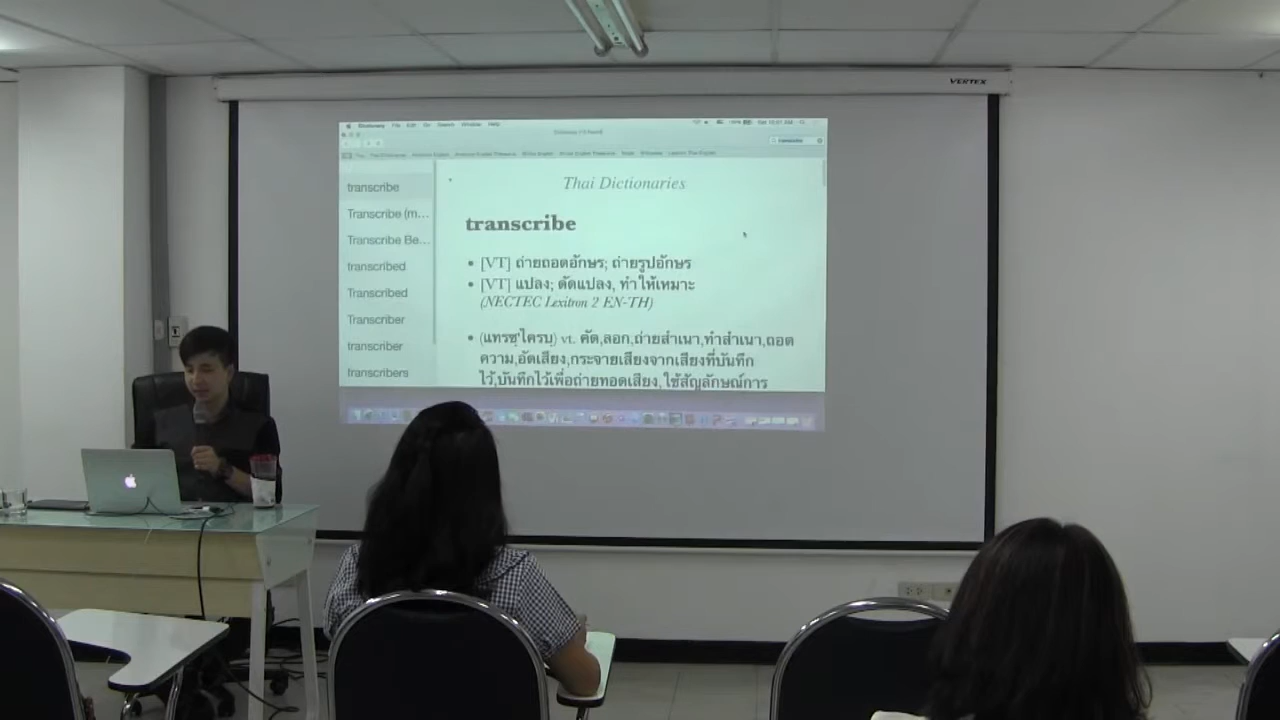 VERTEX
Dictionary File Edit Go Search Window Help
transcribe
Transcribe (m...
Transcribe Be...
transcribed
Transcribed
Transcriber
transcriber
transcribers
Thai Dictionaries
transcribe
• [VT] ถ่ายถอดอักษร; ถ่ายรูปอักษร
• [VT] แปลง; ดัดแปลง, ทำให้เหมาะ
(NECTEC Lexitron 2 EN-TH)
• (แทรซฺ'ไครบ) vt. คัด,ลอก,ถ่ายสำเนา,ทำสำเนา,ถอด
ความ,อัดเสียง,กระจายเสียงจากเสียงที่บันทึก
ไว้,บันทึกไว้เพื่อถ่ายทอดเสียง,ใช้สัญลักษณ์การ